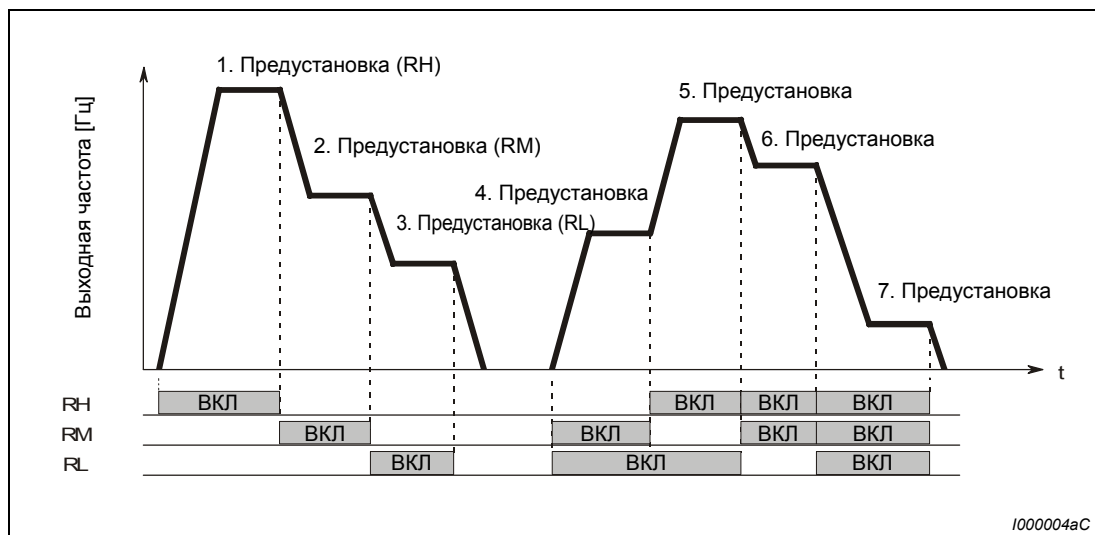 1. Предустановка (RH)
5. Предустановка
6. Предустановка
2. Предустановка (RM)
4. Предустановка
3. Предустановка (RL)
7. Предустановка
Выходная частота [Гц]
t
RH ВКЛ ВКЛ ВКЛ ВКЛ
RM ВКЛ ВКЛ ВКЛ ВКЛ
RL ВКЛ ВКЛ ВКЛ
I000004aC